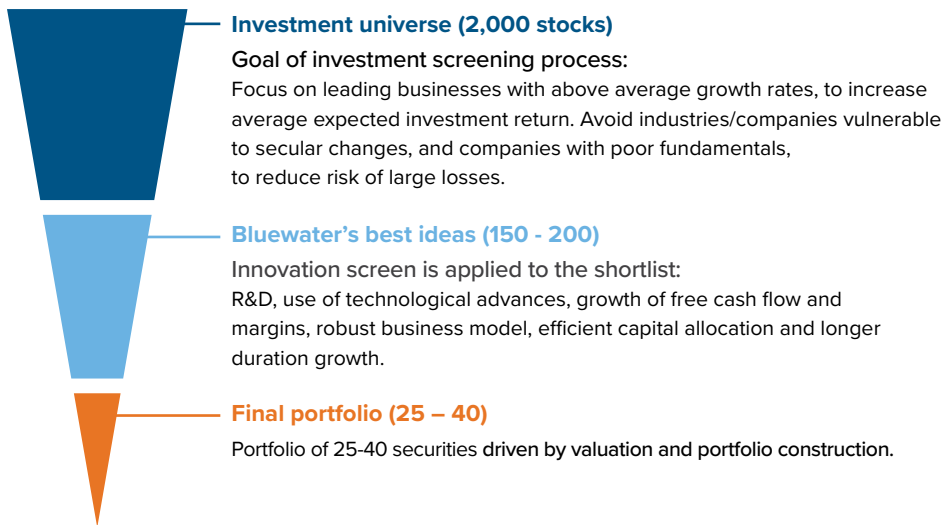 Investment universe (2,000 stocks)
Goal of investment screening process:
Focus on leading businesses with above average growth rates, to increase
average expected investment return. Avoid industries/companies vulnerable
to secular changes, and companies with poor fundamentals,
to reduce risk of large losses.
Bluewater’s best ideas (150 - 200)
Innovation screen is applied to the shortlist:
R&D, use of technological advances, growth of free cash flow and
margins, robust business model, efficient capital allocation and longer
duration growth.
Final portfolio (25 – 40)
Portfolio of 25-40 securities driven by valuation and portfolio construction.